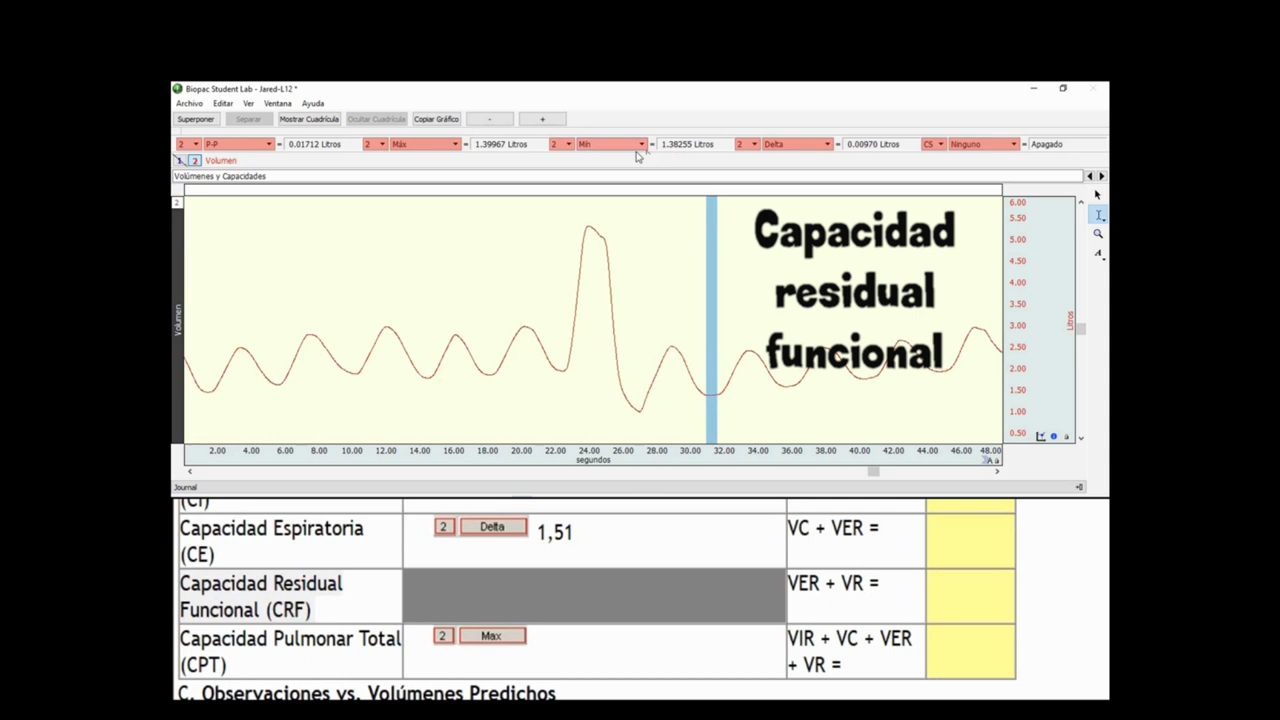 Biopac Student Lab - Jared-L12 *
Archivo Editar Ver Ventana Ayuda
Superponer Separar Mostrar Cuadrícula Ocultar Cuadrícula Copiar Gráfico - +
2 P-P = 0.01712 Litros 2 Máx = 1.39967 Litros 2 Mín = 1.38255 Litros 2 Delta = 0.00970 Litros CS Ninguno = Apagado
1 2 Volumen
Volúmenes y Capacidades
2
Volumen
Capacidad
residual
funcional
6.00
5.50
5.00
4.50
4.00
3.50
3.00
2.50
2.00
1.50
1.00
0.50
Litros
2.00 4.00 6.00 8.00 10.00 12.00 14.00 16.00 18.00 20.00 22.00 24.00 26.00 28.00 30.00 32.00 34.00 36.00 38.00 40.00 42.00 44.00 46.00 48.00
segundos
Journal
(CI)
Capacidad Espiratoria
(CE)
2 Delta 1,51
VC + VER =
Capacidad Residual
Funcional (CRF)
VER + VR =
Capacidad Pulmonar Total
(CPT)
2 Max
VIR + VC + VER
+ VR =
C. Observaciones vs. Volúmenes Predichos